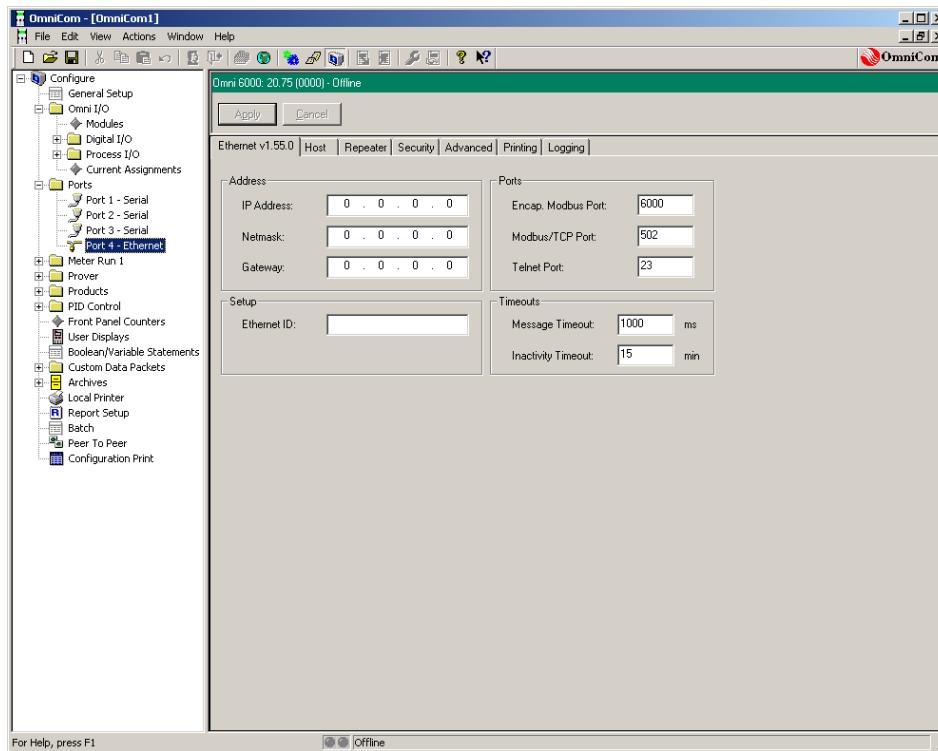 OmniCom - [OmniCom1]
File Edit View Actions Window Help
OmniCom
Configure
General Setup
Omni I/O
Modules
Digital I/O
Process I/O
Current Assignments
Ports
Port 1 - Serial
Port 2 - Serial
Port 3 - Serial
Port 4 - Ethernet
Meter Run 1
Prover
Products
PID Control
Front Panel Counters
User Displays
Boolean/Variable Statements
Custom Data Packets
Archives
Local Printer
Report Setup
Batch
Peer To Peer
Configuration Print
Omni 6000: 20.75 (0000) - Offline
Apply Cancel
Ethernet v1.55.0 Host Repeater Security Advanced Printing Logging
Address
IP Address: 0 . 0 . 0 . 0
Netmask: 0 . 0 . 0 . 0
Gateway: 0 . 0 . 0 . 0
Ports
Encap. Modbus Port: 6000
Modbus/TCP Port: 502
Telnet Port: 23
Setup
Ethernet ID:
Timeouts
Message Timeout: 1000 ms
Inactivity Timeout: 15 min
For Help, press F1
Offline